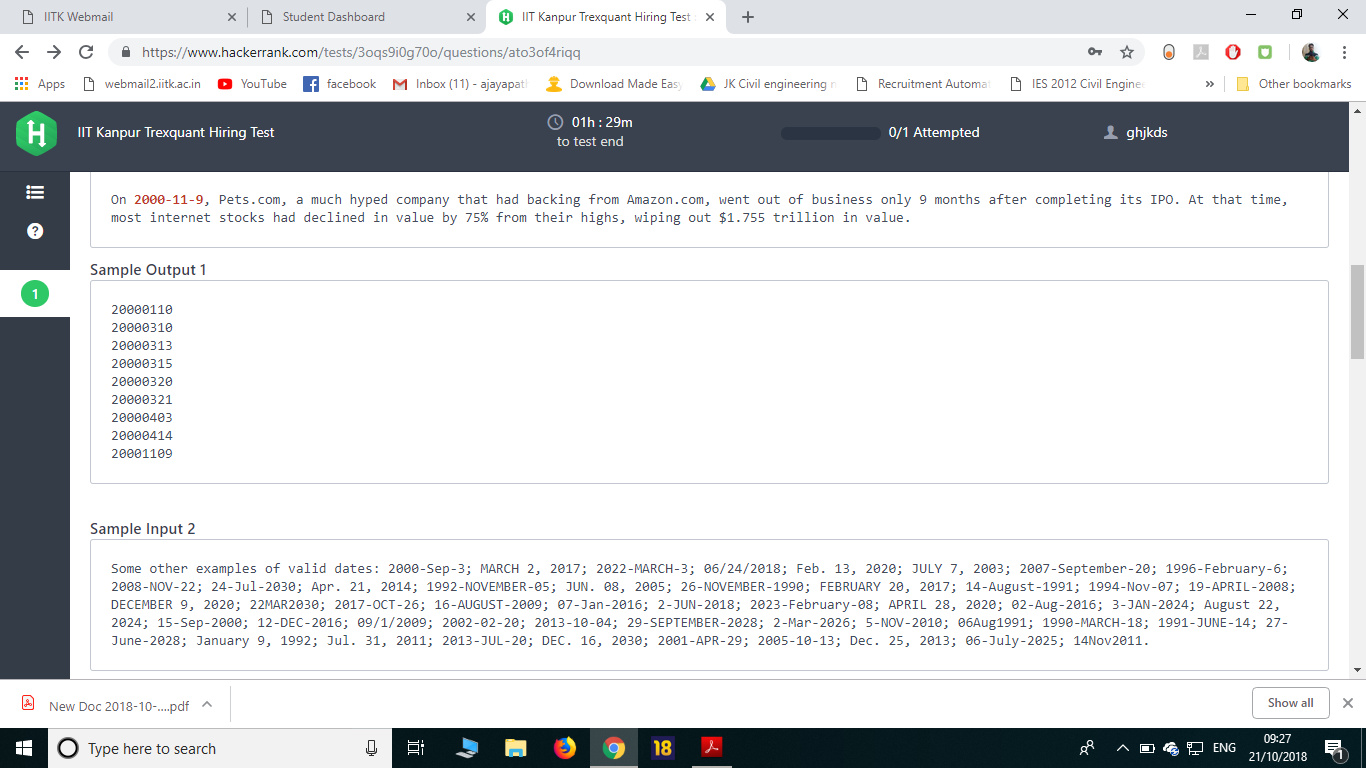 IITK Webmail
Student Dashboard
IIT Kanpur Trexquant Hiring Test
https://www.hackerrank.com/tests/3oqs9i0g70o/questions/ato3of4riqq
Apps
webmail2.iitk.ac.in
YouTube
facebook
Inbox (11) - ajayapat
Download Made Easy
JK Civil engineering
Recruitment Automat
IES 2012 Civil Engine
Other bookmarks
IIT Kanpur Trexquant Hiring Test
01h : 29m
to test end
0/1 Attempted
ghjkds
1
On 2000-11-9, Pets.com, a much hyped company that had backing from Amazon.com, went out of business only 9 months after completing its IPO. At that time,
most internet stocks had declined in value by 75% from their highs, wiping out $1.755 trillion in value.
Sample Output 1
20000110
20000310
20000313
20000315
20000320
20000321
20000403
20000414
20001109
Sample Input 2
Some other examples of valid dates: 2000-Sep-3; MARCH 2, 2017; 2022-MARCH-3; 06/24/2018; Feb. 13, 2020; JULY 7, 2003; 2007-September-20; 1996-February-6;
2008-NOV-22; 24-Jul-2030; Apr. 21, 2014; 1992-NOVEMBER-05; JUN. 08, 2005; 26-NOVEMBER-1990; FEBRUARY 20, 2017; 14-August-1991; 1994-Nov-07; 19-APRIL-2008;
DECEMBER 9, 2020; 22MAR2030; 2017-OCT-26; 16-AUGUST-2009; 07-Jan-2016; 2-JUN-2018; 2023-February-08; APRIL 28, 2020; 02-Aug-2016; 3-JAN-2024; August 22,
2024; 15-Sep-2000; 12-DEC-2016; 09/1/2009; 2002-02-20; 2013-10-04; 29-SEPTEMBER-2028; 2-Mar-2026; 5-NOV-2010; 06Aug1991; 1990-MARCH-18; 1991-JUNE-14; 27-
June-2028; January 9, 1992; Jul. 31, 2011; 2013-JUL-20; DEC. 16, 2030; 2001-APR-29; 2005-10-13; Dec. 25, 2013; 06-July-2025; 14Nov2011.
New Doc 2018-10-....pdf
Show all
Type here to search
18
ENG
09:27
21/10/2018
1